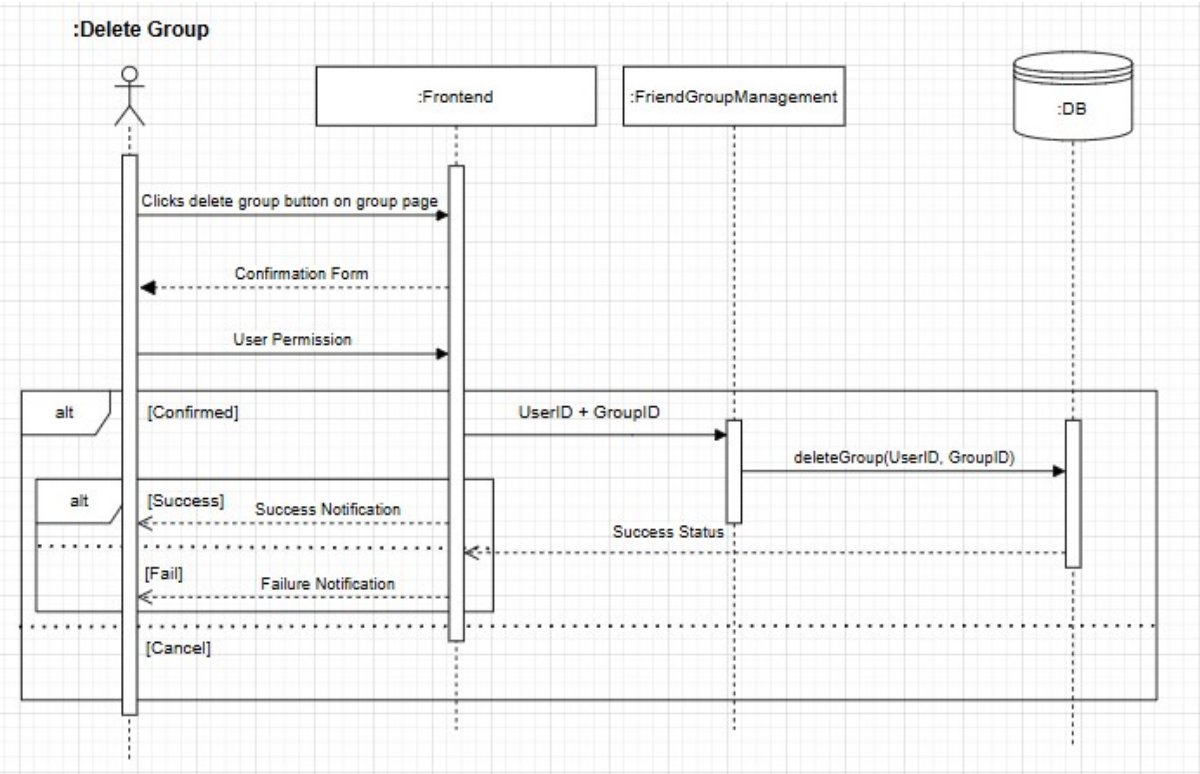 :Delete Group
:Frontend
:FriendGroupManagement
:DB
Clicks delete group button on group page
Confirmation Form
User Permission
alt
[Confirmed]
UserID + GroupID
deleteGroup(UserID, GroupID)
alt
[Success]
Success Notification
Success Status
[Fail]
Failure Notification
[Cancel]